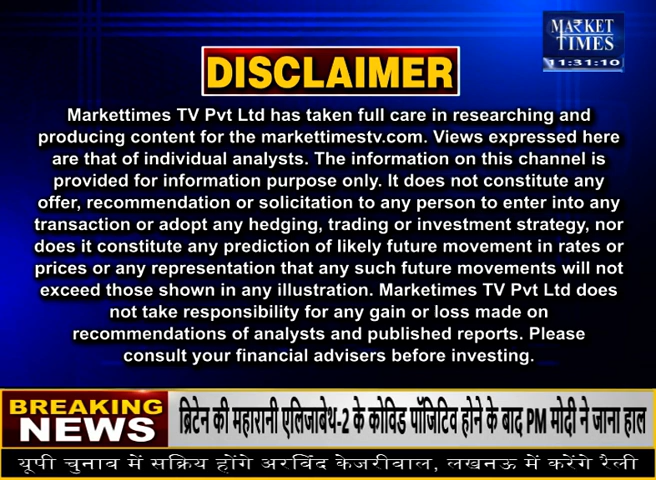 MARKET
TIMES
11:31:10
DISCLAIMER
Markettimes TV Pvt Ltd has taken full care in researching and
producing content for the markettimestv.com. Views expressed here
are that of individual analysts. The information on this channel is
provided for information purpose only. It does not constitute any
offer, recommendation or solicitation to any person to enter into any
transaction or adopt any hedging, trading or investment strategy, nor
does it constitute any prediction of likely future movement in rates or
prices or any representation that any such future movements will not
exceed those shown in any illustration. Marketimes TV Pvt Ltd does
not take responsibility for any gain or loss made on
recommendations of analysts and published reports. Please
consult your financial advisers before investing.
BREAKING
NEWS
ब्रिटेन की महारानी एलिजाबेथ-2 के कोविड पॉजिटिव होने के बाद PM मोदी ने जाना हाल
यूपी चुनाव में सक्रिय होंगे अरविंद केजरीवाल, लखनऊ में करेंगे रैली